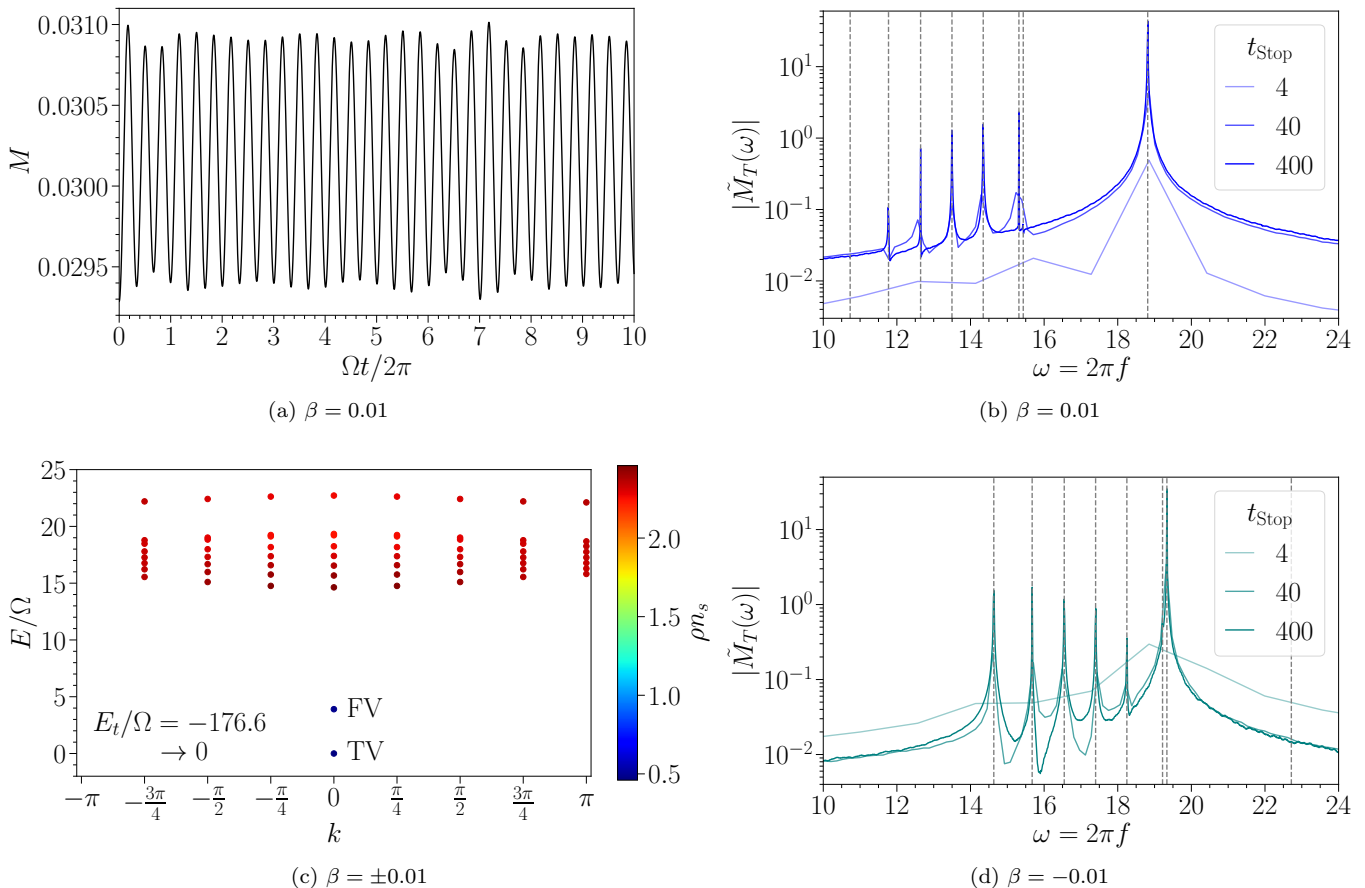 0.0310
0.0305
0.0300
0.0295
M
0 1 2 3 4 5 6 7 8 9 10
Ωt/2π
(a) β = 0.01
10¹
10⁰
10⁻¹
10⁻²
|M̃_T(ω)|
t_Stop
4
40
400
10 12 14 16 18 20 22 24
ω = 2πf
(b) β = 0.01
25
20
15
10
5
0
E/Ω
FV
TV
E_t/Ω = −176.6
→ 0
−π −3π/4 −π/2 −π/4 0 π/4 π/2 3π/4 π
k
2.0
1.5
1.0
0.5
ρn_s
(c) β = ±0.01
10¹
10⁰
10⁻¹
10⁻²
|M̃_T(ω)|
t_Stop
4
40
400
10 12 14 16 18 20 22 24
ω = 2πf
(d) β = −0.01